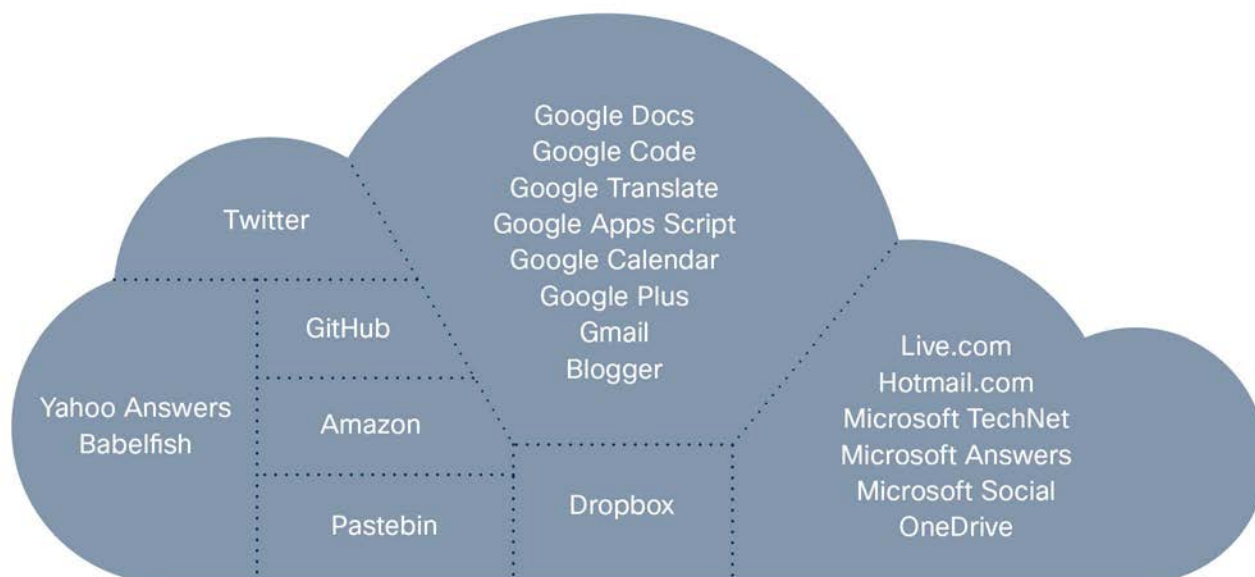 Google Docs
Google Code
Google Translate
Google Apps Script
Google Calendar
Google Plus
Gmail
Blogger
Twitter
GitHub
Amazon
Pastebin
Yahoo Answers
Babelfish
Dropbox
Live.com
Hotmail.com
Microsoft TechNet
Microsoft Answers
Microsoft Social
OneDrive